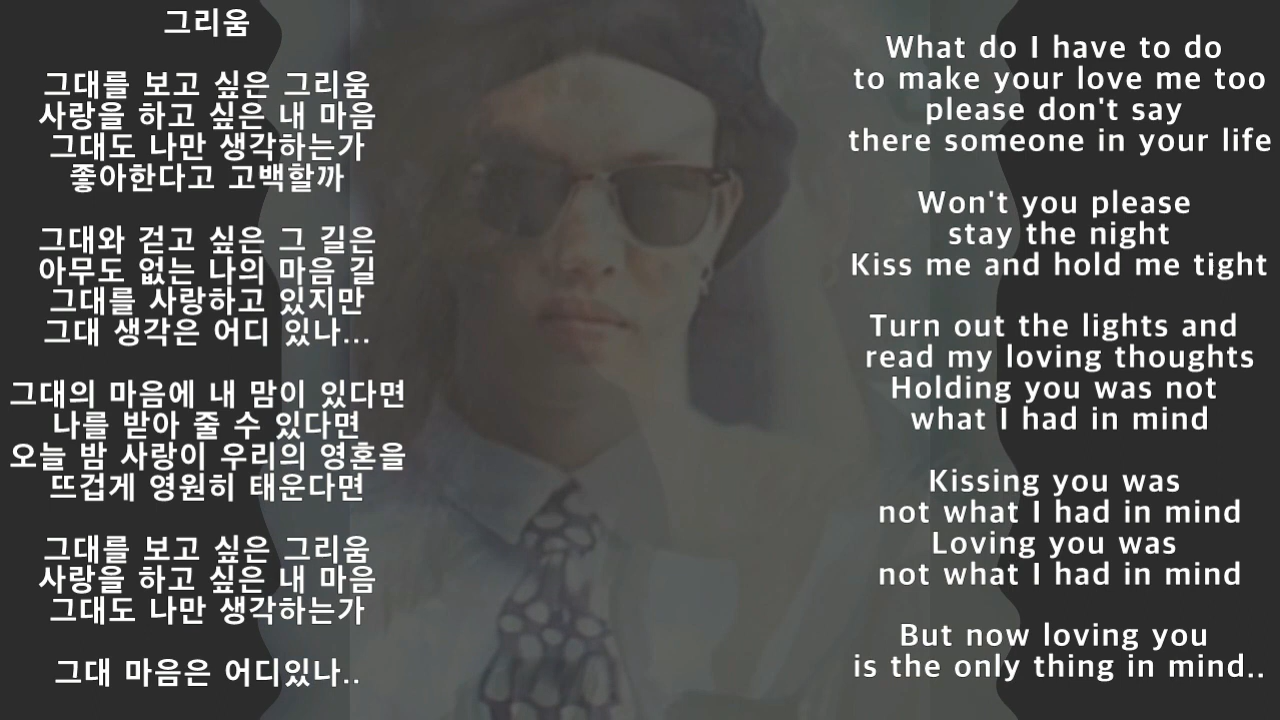 그리움
그대를 보고 싶은 그리움
사랑을 하고 싶은 내 마음
그대도 나만 생각하는가
좋아한다고 고백할까
그대와 걷고 싶은 그 길은
아무도 없는 나의 마음 길
그대를 사랑하고 있지만
그대 생각은 어디 있나...
그대의 마음에 내 맘이 있다면
나를 받아 줄 수 있다면
오늘 밤 사랑이 우리의 영혼을
뜨겁게 영원히 태운다면
그대를 보고 싶은 그리움
사랑을 하고 싶은 내 마음
그대도 나만 생각하는가
그대 마음은 어디있나..
What do I have to do
to make your love me too
please don't say
there someone in your life
Won't you please
stay the night
Kiss me and hold me tight
Turn out the lights and
read my loving thoughts
Holding you was not
what I had in mind
Kissing you was
not what I had in mind
Loving you was
not what I had in mind
But now loving you
is the only thing in mind..